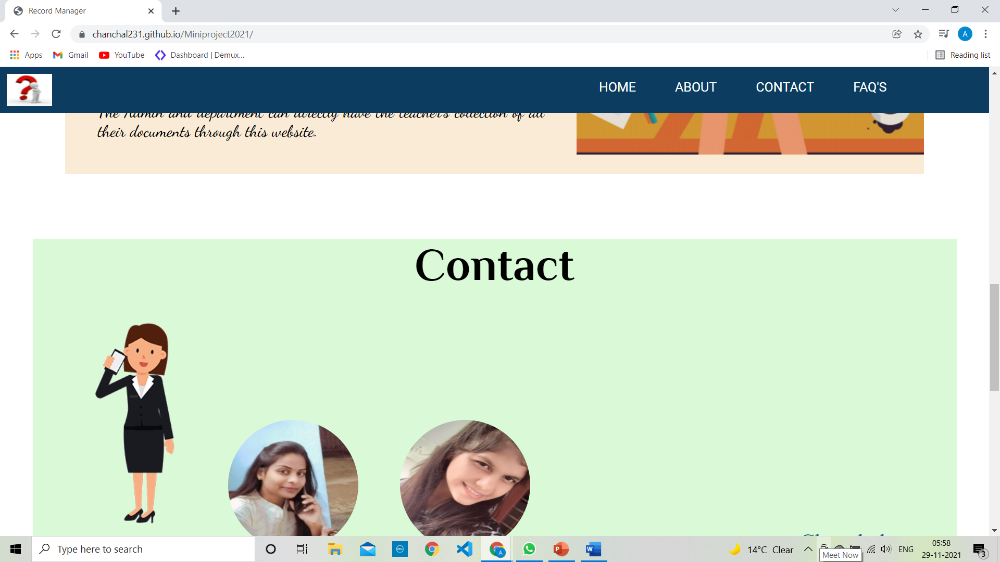 Record Manager
chanchal231.github.io/Miniproject2021/
A
Apps
Gmail
YouTube
Dashboard | Demux...
Reading list
HOME
ABOUT
CONTACT
FAQ'S
The Admin and department can directly have the teacher's collection of all
their documents through this website.
Contact
Type here to search
14°C Clear
ENG
05:58
29-11-2021
3
Meet Now